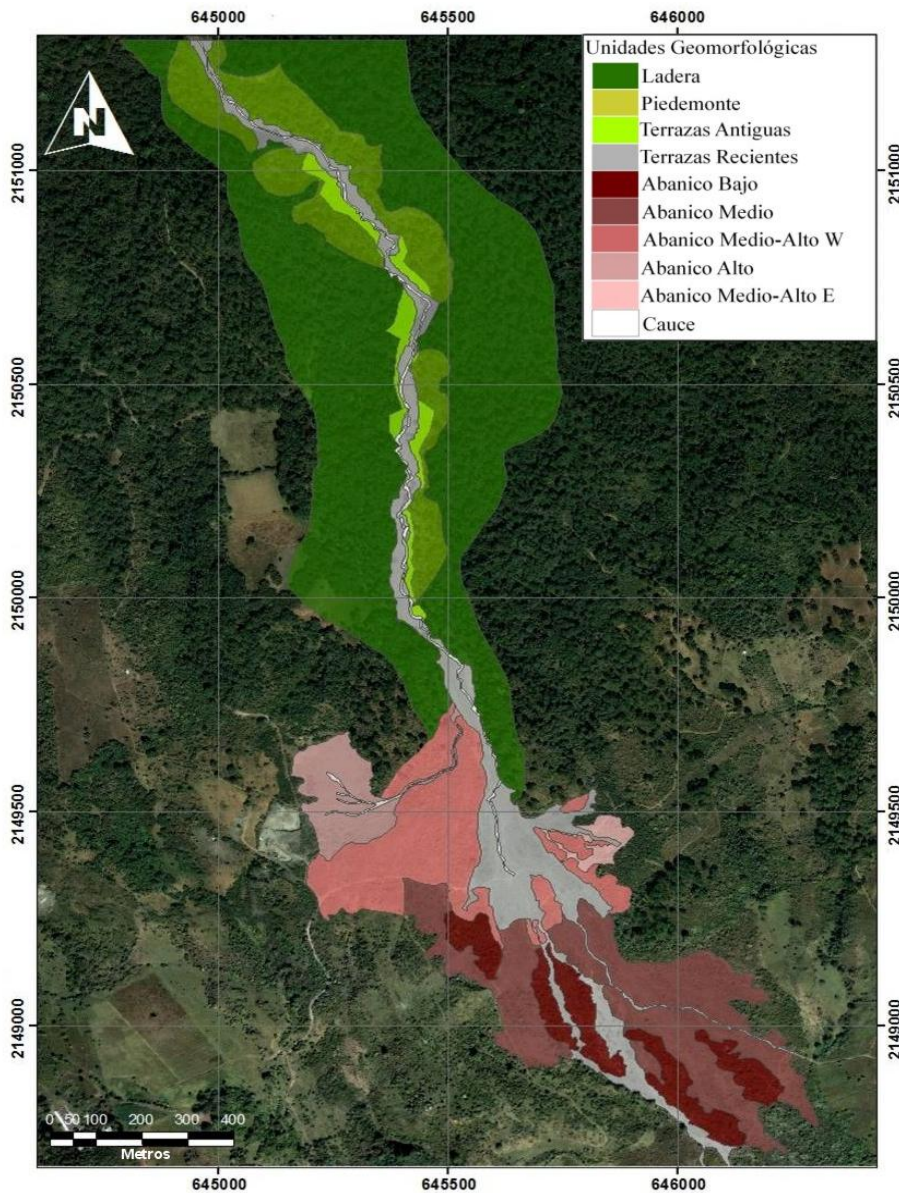 645000 645500 646000
Unidades Geomorfológicas
Ladera
Piedemonte
Terrazas Antiguas
Terrazas Recientes
Abanico Bajo
Abanico Medio
Abanico Medio-Alto W
Abanico Alto
Abanico Medio-Alto E
Cauce
N
2151000 2151000
2150500 2150500
2150000 2150000
2149500 2149500
2149000 2149000
0 50 100 200 300 400
Metros
645000 645500 646000